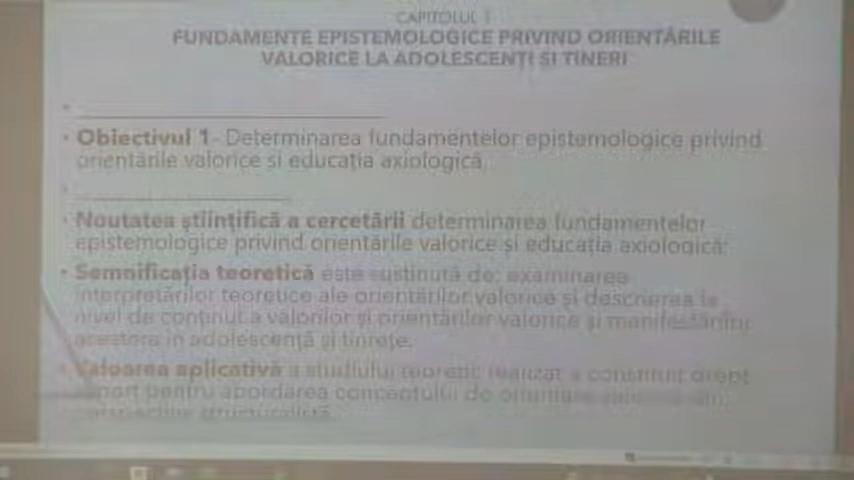 CAPITOLUL 1
FUNDAMENTE EPISTEMOLOGICE PRIVIND ORIENTĂRILE
VALORICE LA ADOLESCENȚI ȘI TINERI
• Obiectivul 1- Determinarea fundamentelor epistemologice privind
orientările valorice și educația axiologică.
• Noutatea științifică a cercetării determinarea fundamentelor
epistemologice privind orientările valorice și educația axiologică;
• Semnificația teoretică este susținută de: examinarea
interpretărilor teoretice ale orientărilor valorice și descrierea la
nivel de conținut a valorilor și orientărilor valorice și manifestărilor
acestora în adolescență și tinerețe.
• Valoarea aplicativă a studiului teoretic realizat a constituit drept
suport pentru abordarea conceptului de orientare
structuralistă